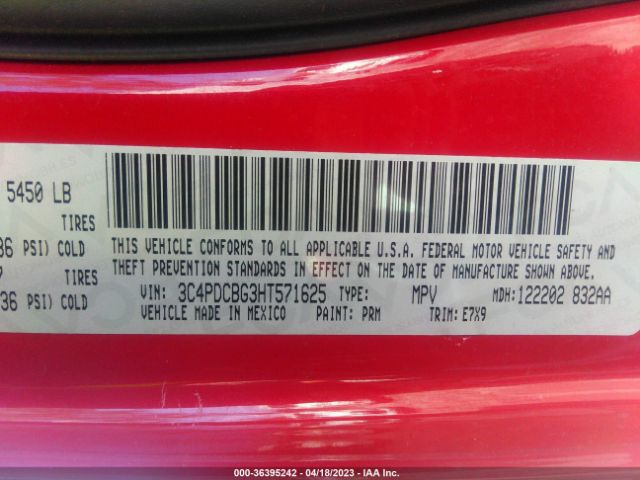 5450 LB
TIRES
36 PSI) COLD
TIRES
36 PSI) COLD
THIS VEHICLE CONFORMS TO ALL APPLICABLE U.S.A. FEDERAL MOTOR VEHICLE SAFETY AND
THEFT PREVENTION STANDARDS IN EFFECT ON THE DATE OF MANUFACTURE SHOWN ABOVE.
VIN: 3C4PDCBG3HT571625 TYPE: MPV MDH: 122202 832AA
VEHICLE MADE IN MEXICO PAINT: PRM TRIM: E7X9
000-36395242 - 04/18/2023 - IAA Inc.